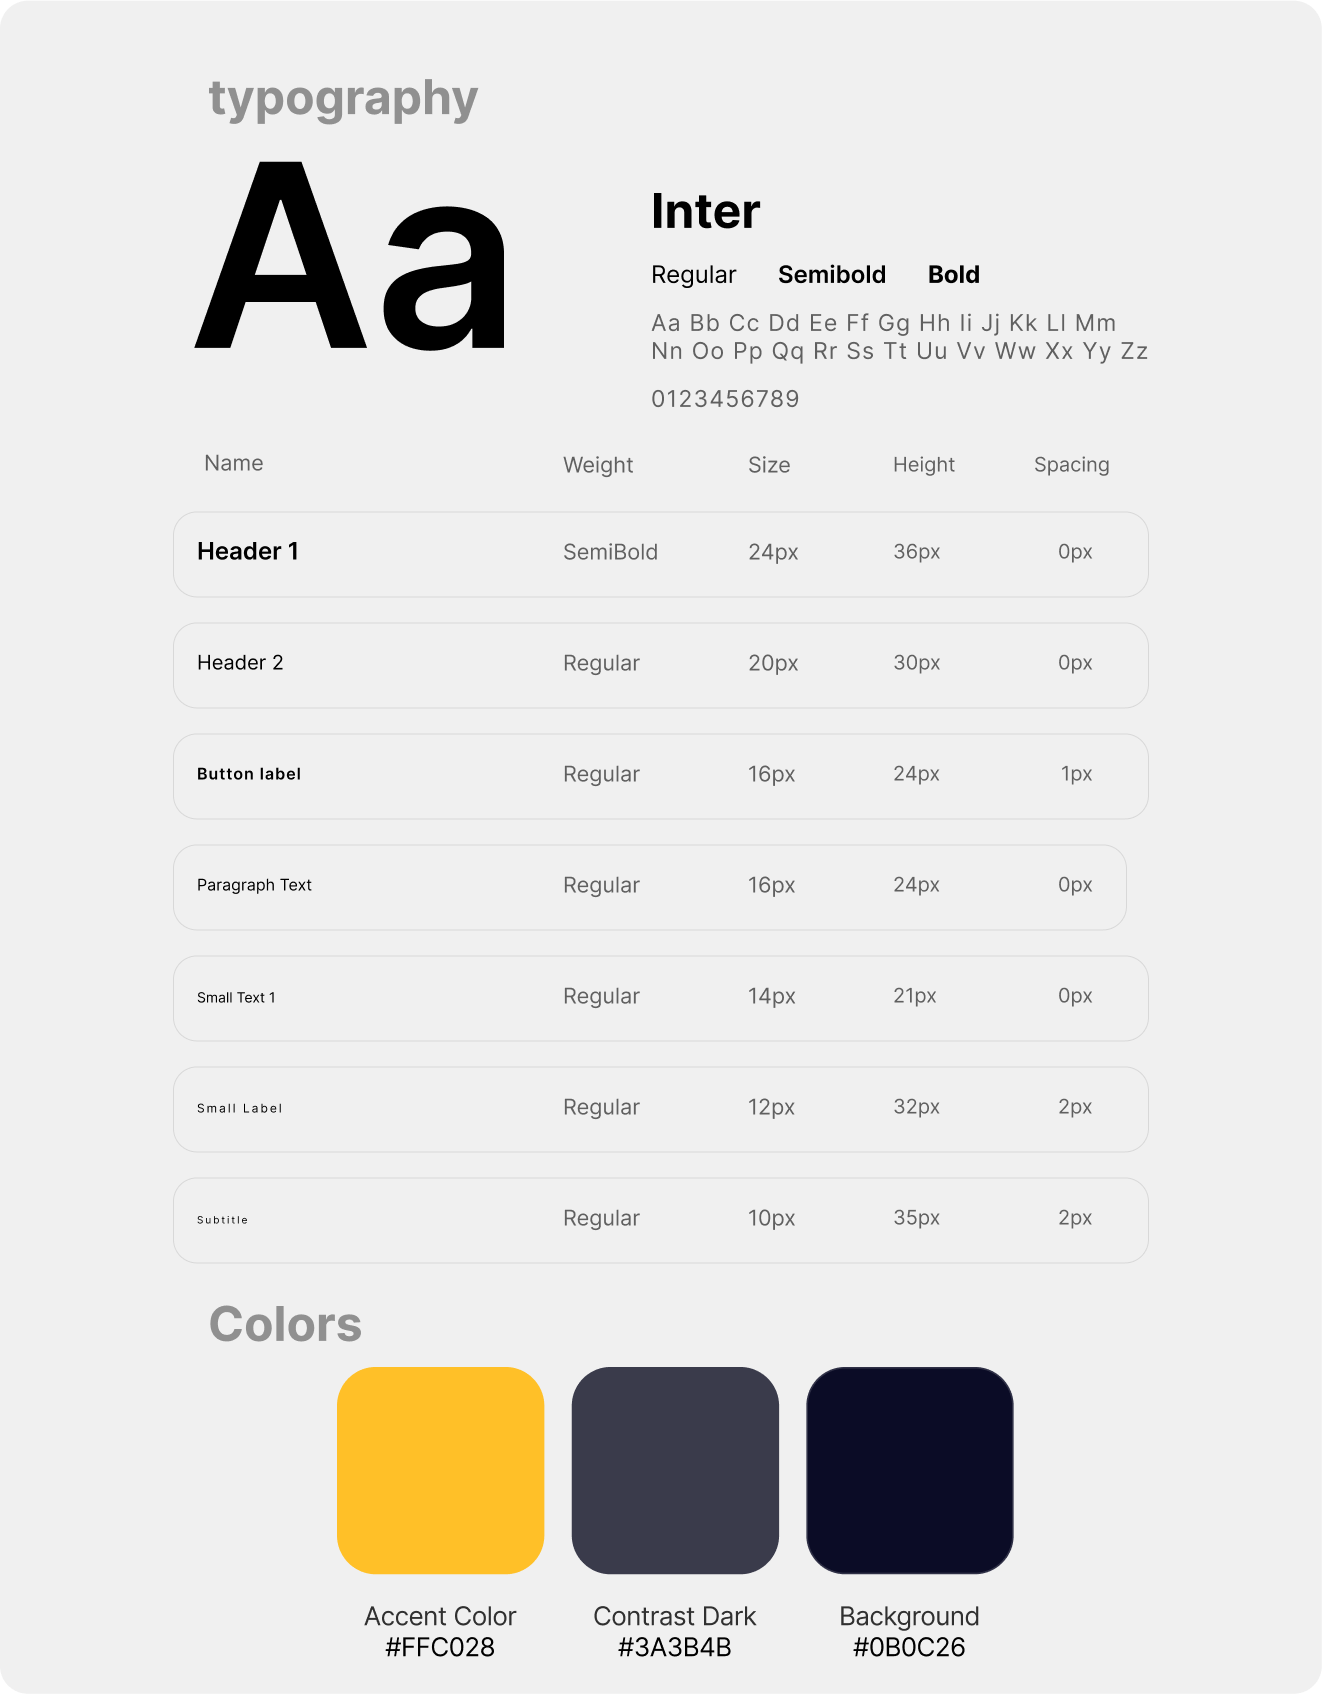 typography
Aa
Inter
Regular Semibold Bold
Aa Bb Cc Dd Ee Ff Gg Hh Ii Jj Kk Ll Mm
Nn Oo Pp Qq Rr Ss Tt Uu Vv Ww Xx Yy Zz
0123456789
Name Weight Size Height Spacing
Header 1 SemiBold 24px 36px 0px
Header 2 Regular 20px 30px 0px
Button label Regular 16px 24px 1px
Paragraph Text Regular 16px 24px 0px
Small Text 1 Regular 14px 21px 0px
Small Label Regular 12px 32px 2px
Subtitle Regular 10px 35px 2px
Colors
Accent Color Contrast Dark Background
#FFC028 #3A3B4B #0B0C26